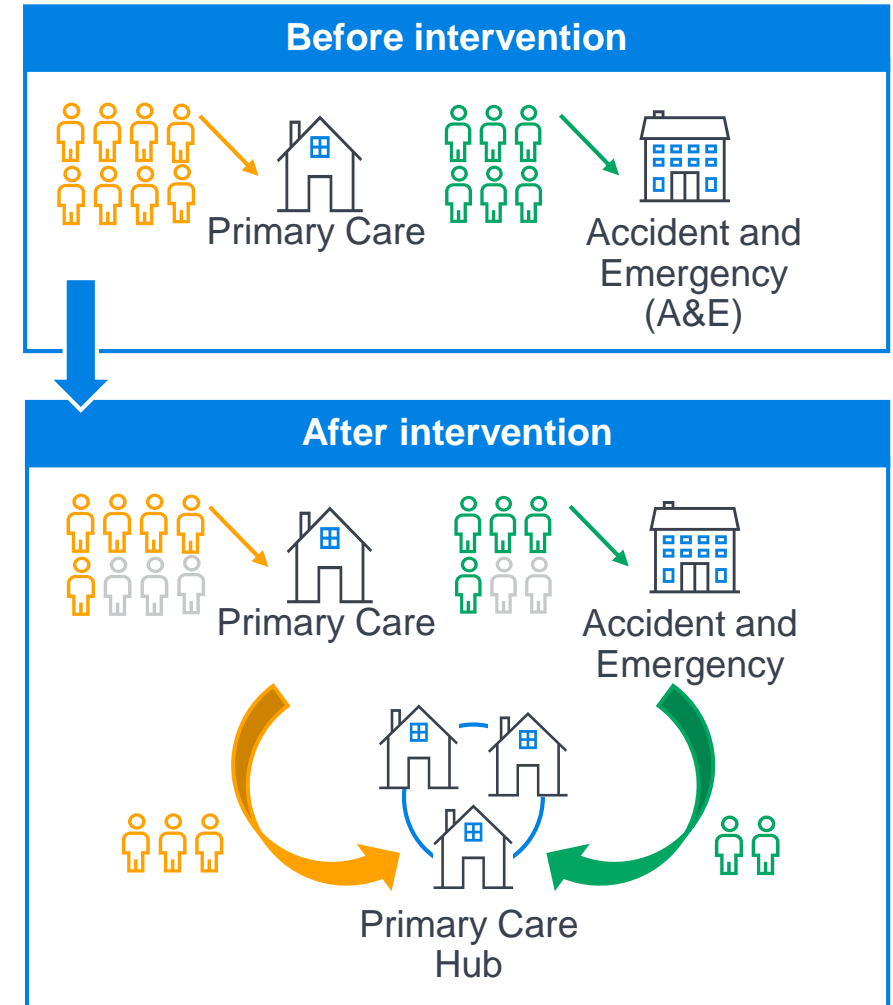 Before intervention
Primary Care
Accident and
Emergency
(A&E)
After intervention
Primary Care
Accident and
Emergency
Primary Care
Hub